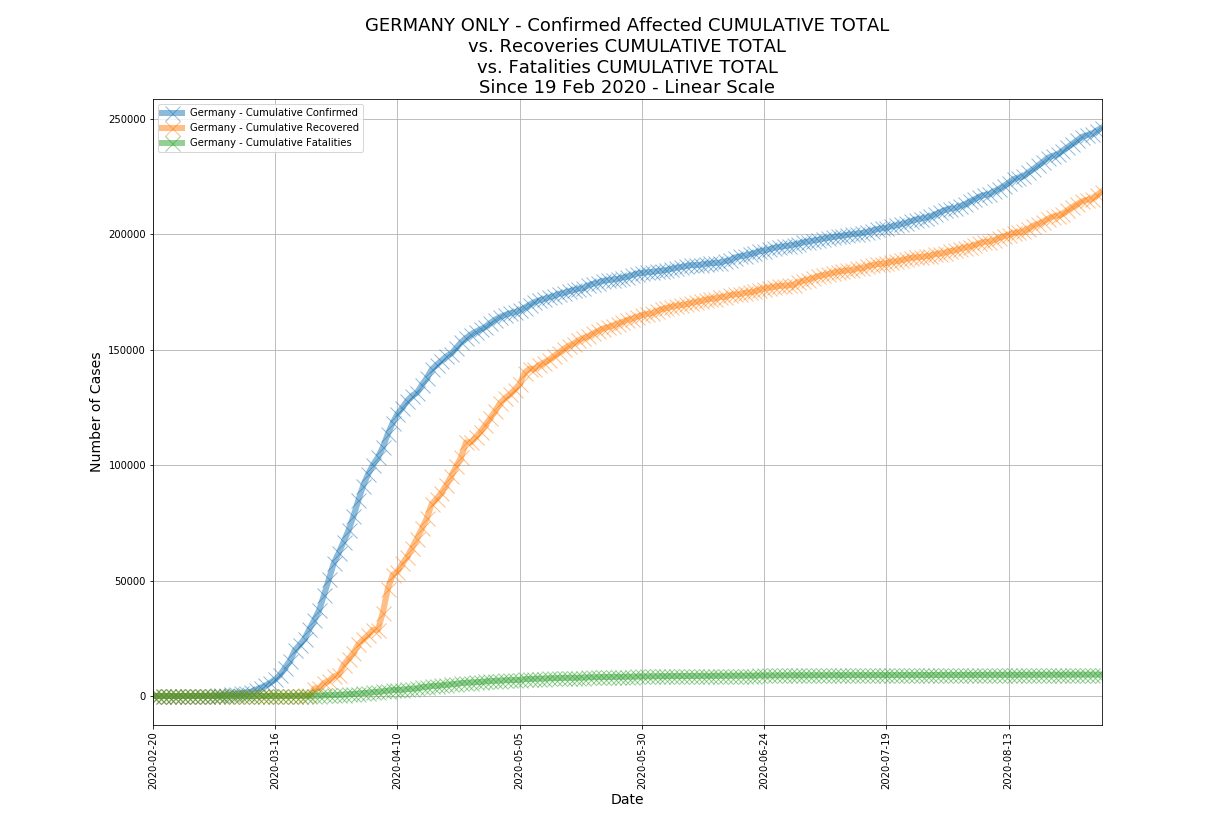 GERMANY ONLY - Confirmed Affected CUMULATIVE TOTAL
vs. Recoveries CUMULATIVE TOTAL
vs. Fatalities CUMULATIVE TOTAL
Since 19 Feb 2020 - Linear Scale
Germany - Cumulative Confirmed
Germany - Cumulative Recovered
Germany - Cumulative Fatalities
250000
200000
150000
100000
50000
0
Number of Cases
2020-02-20
2020-03-16
2020-04-10
2020-05-05
2020-05-30
2020-06-24
2020-07-19
2020-08-13
Date